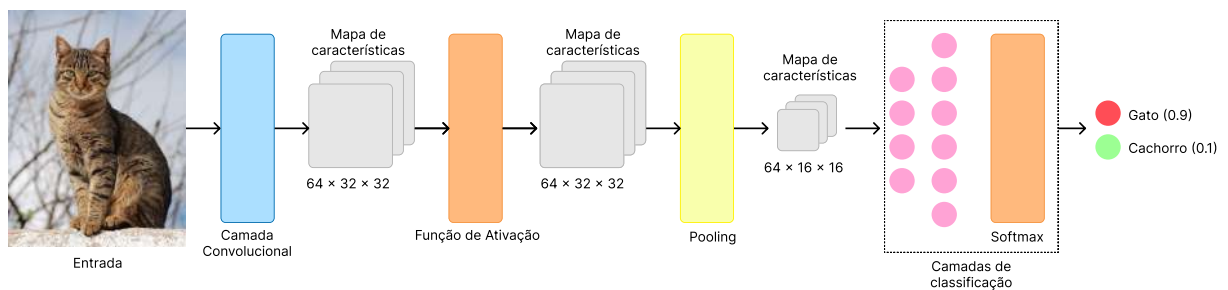 Entrada
Camada
Convolucional
Mapa de
características
64 × 32 × 32
Função de Ativação
Mapa de
características
64 × 32 × 32
Pooling
Mapa de
características
64 × 16 × 16
Softmax
Camadas de
classificação
Gato (0.9)
Cachorro (0.1)